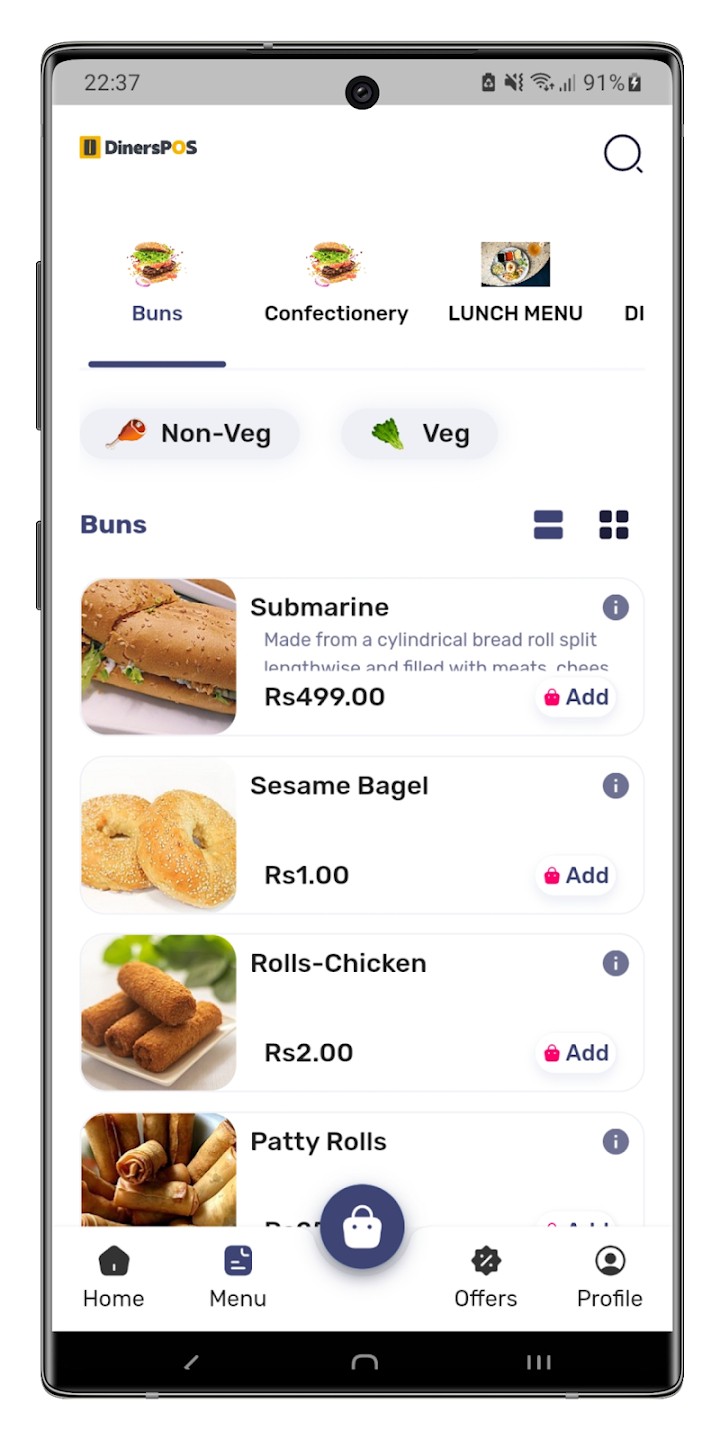 22:37
91%
DinersPOS
Buns
Confectionery
LUNCH MENU
DI
Non-Veg
Veg
Buns
Submarine
Made from a cylindrical bread roll split
lengthwise and filled with meats, chees
Rs499.00
Add
Sesame Bagel
Rs1.00
Add
Rolls-Chicken
Rs2.00
Add
Patty Rolls
Add
Home
Menu
Offers
Profile